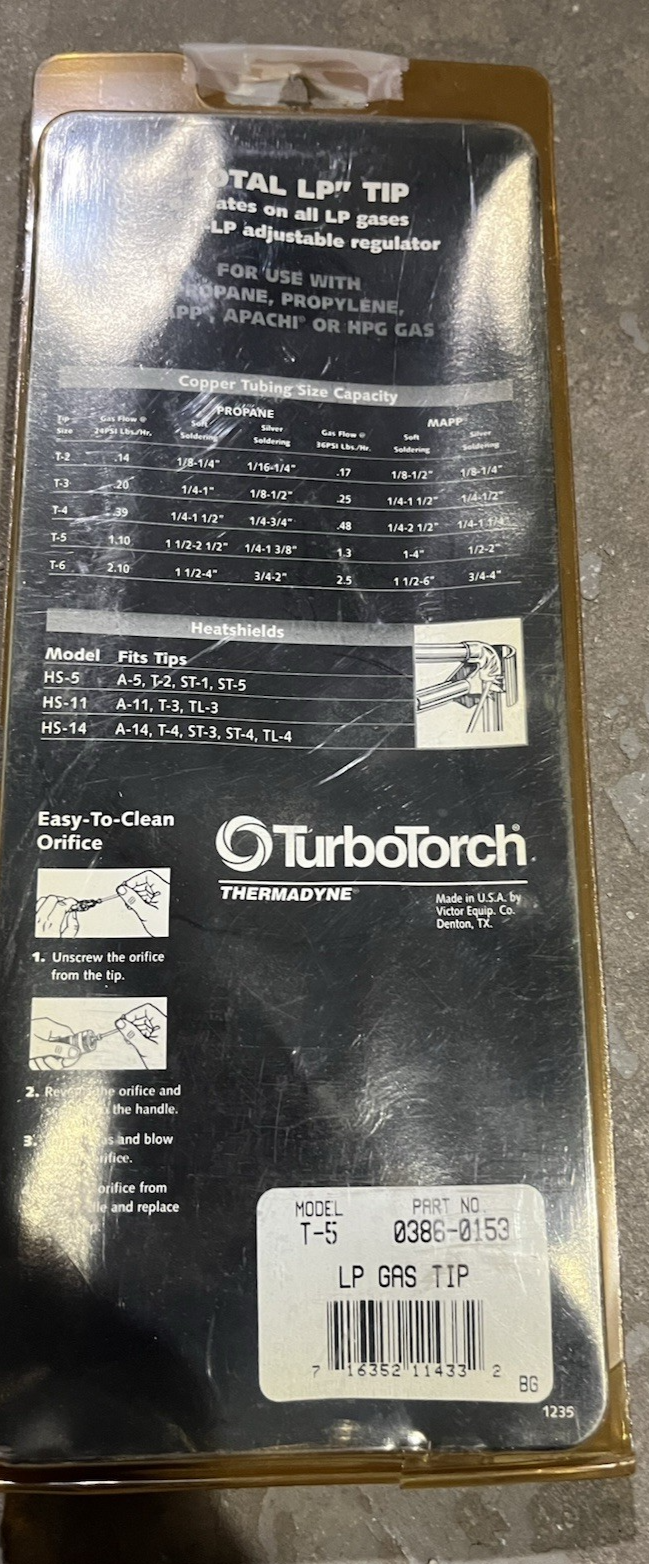 OTAL LP" TIP
ates on all LP gases
-LP adjustable regulator
FOR USE WITH
ROPANE, PROPYLENE,
APP®, APACHI® OR HPG GAS
Copper Tubing Size Capacity
PROPANE MAPP
Tip Gas Flow @ Soft Silver Gas Flow @ Soft Silver
Size 24PSI Lbs./Hr. Soldering Soldering 36PSI Lbs./Hr. Soldering Soldering
T-2 .14 1/8-1/4" 1/16-1/4" .17 1/8-1/2" 1/8-1/4"
T-3 .20 1/4-1" 1/8-1/2" .25 1/4-1 1/2" 1/4-1/2"
T-4 .39 1/4-1 1/2" 1/4-3/4" .48 1/4-2 1/2"
T-5 1.10 1 1/2-2 1/2" 1/4-1 3/8" 1.3 1-4" 1/2-2"
T-6 2.10 1 1/2-4" 3/4-2" 2.5 1 1/2-6" 3/4-4"
Heatshields
Model Fits Tips
HS-5 A-5, T-2, ST-1, ST-5
HS-11 A-11, T-3, TL-3
HS-14 A-14, T-4, ST-3, ST-4, TL-4
Easy-To-Clean
Orifice
TurboTorch®
THERMADYNE®
Made in U.S.A. by
Victor Equip. Co.
Denton, TX.
1. Unscrew the orifice
from the tip.
2. the orifice and
the handle.
3. and blow
orifice from
and replace
MODEL PART NO
T-5 0386-0153
LP GAS TIP
7 16352 11433 2
BG
1235